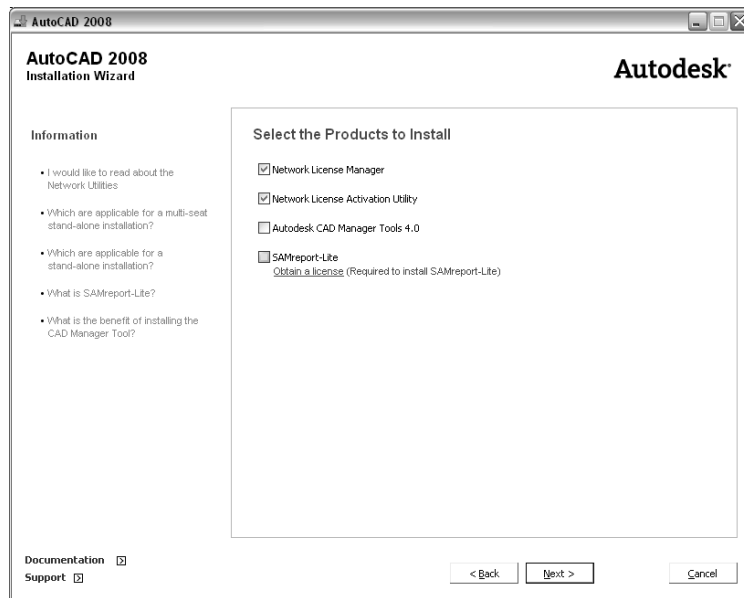 AutoCAD 2008
AutoCAD 2008
Installation Wizard
Autodesk
Information
• I would like to read about the
Network Utilities
• Which are applicable for a multi-seat
stand-alone installation?
• Which are applicable for a
stand-alone installation?
• What is SAMreport-Lite?
• What is the benefit of installing the
CAD Manager Tool?
Select the Products to Install
Network License Manager
Network License Activation Utility
Autodesk CAD Manager Tools 4.0
SAMreport-Lite
Obtain a license (Required to install SAMreport-Lite)
Documentation
Support
< Back
Next >
Cancel